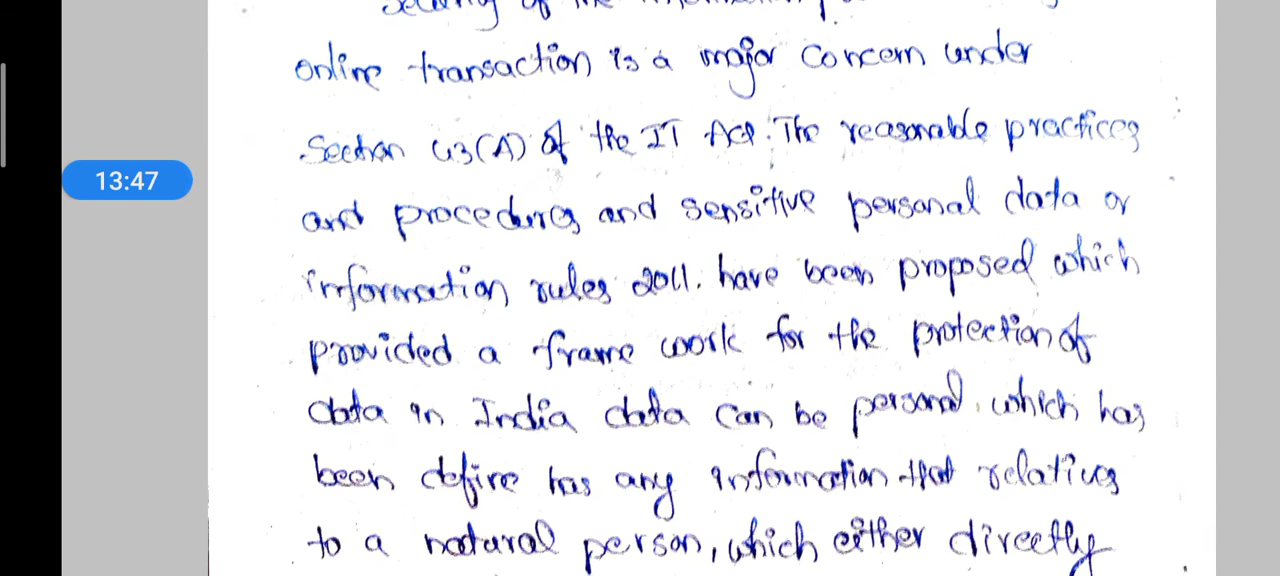 online transaction is a major concern under
Section 43(A) of the IT Act. The reasonable practices
13:47
and procedures and sensitive personal data or
information rules 2011. have been proposed which
provided a frame work for the protection of
data in India data can be personal, which has
been define has any information that relatives
to a natural person, which either directly